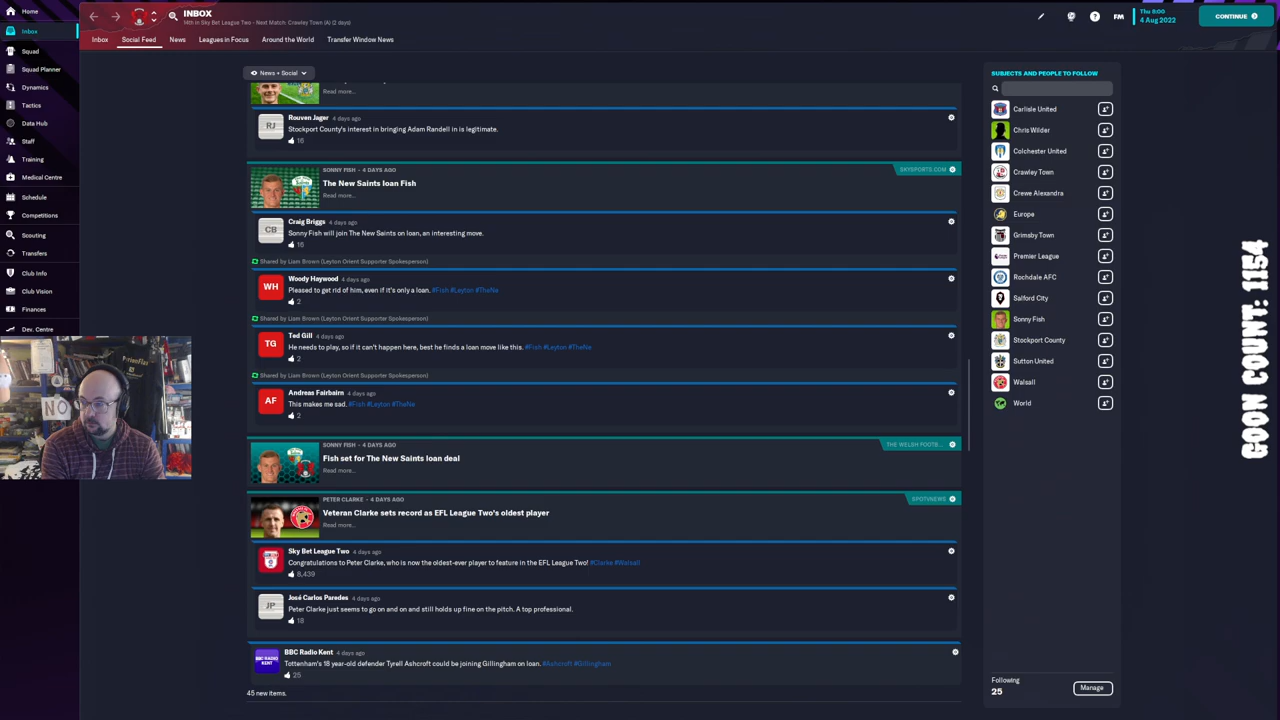 Home
Inbox
Squad
Squad Planner
Dynamics
Tactics
Data Hub
Staff
Training
Medical Centre
Schedule
Competitions
Scouting
Transfers
Club Info
Club Vision
Finances
Dev. Centre
INBOX
14th in Sky Bet League Two - Next Match: Crawley Town (A) (2 days)
FM
Thu 8:00
4 Aug 2022
CONTINUE
Inbox
Social Feed
News
Leagues in Focus
Around the World
Transfer Window News
News + Social
Read more...
RJ
Rouven Jager 4 days ago
Stockport County's interest in bringing Adam Randell in is legitimate.
16
SONNY FISH - 4 DAYS AGO
SKYSPORTS.COM
The New Saints loan Fish
Read more...
CB
Craig Briggs 4 days ago
Sonny Fish will join The New Saints on loan, an interesting move.
16
Shared by Liam Brown (Leyton Orient Supporter Spokesperson)
WH
Woody Haywood 4 days ago
Pleased to get rid of him, even if it's only a loan. #Fish #Leyton #TheNe
2
Shared by Liam Brown (Leyton Orient Supporter Spokesperson)
TG
Ted Gill 4 days ago
He needs to play, so if it can't happen here, best he finds a loan move like this. #Fish #Leyton #TheNe
2
Shared by Liam Brown (Leyton Orient Supporter Spokesperson)
AF
Andreas Fairbairn 4 days ago
This makes me sad. #Fish #Leyton #TheNe
2
SONNY FISH - 4 DAYS AGO
THE WELSH FOOTB...
Fish set for The New Saints loan deal
Read more...
PETER CLARKE - 4 DAYS AGO
SPOTVNEWS
Veteran Clarke sets record as EFL League Two's oldest player
Read more...
Sky Bet League Two 4 days ago
Congratulations to Peter Clarke, who is now the oldest-ever player to feature in the EFL League Two! #Clarke #Walsall
8,439
JP
José Carlos Paredes 4 days ago
Peter Clarke just seems to go on and on and still holds up fine on the pitch. A top professional.
18
BBC RADIO KENT
BBC Radio Kent 4 days ago
Tottenham's 18 year-old defender Tyrell Ashcroft could be joining Gillingham on loan. #Ashcroft #Gillingham
25
45 new items.
SUBJECTS AND PEOPLE TO FOLLOW
Carlisle United
Chris Wilder
Colchester United
Crawley Town
Crewe Alexandra
Europe
Grimsby Town
Premier League
Rochdale AFC
Salford City
Sonny Fish
Stockport County
Sutton United
Walsall
World
Following
25
Manage
GOON COUNT: 1154
NO